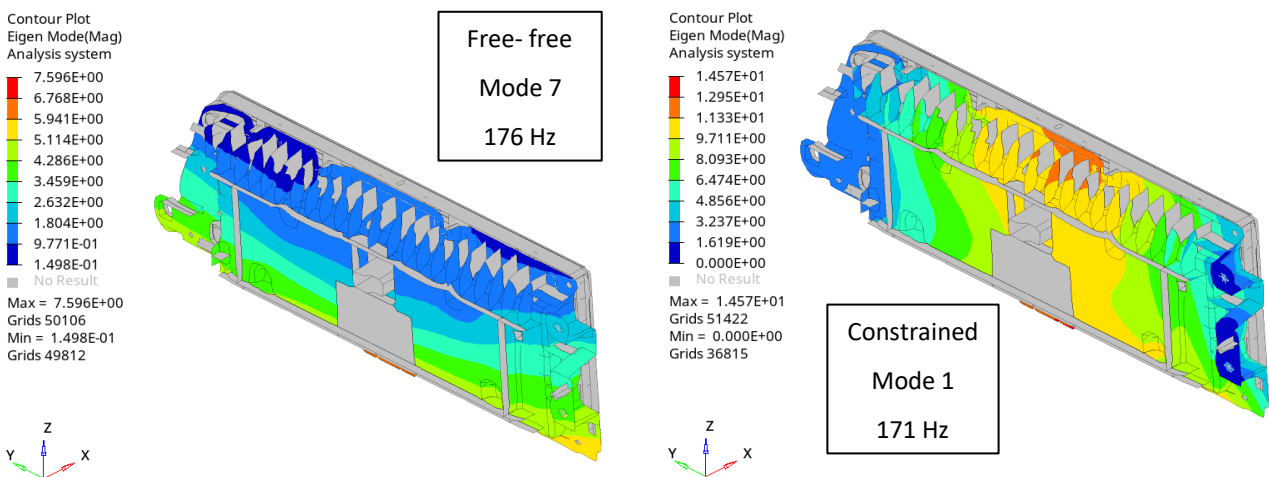 Contour Plot
Eigen Mode(Mag)
Analysis system
7.596E+00
6.768E+00
5.941E+00
5.114E+00
4.286E+00
3.459E+00
2.632E+00
1.804E+00
9.771E-01
1.498E-01
No Result
Max = 7.596E+00
Grids 50106
Min = 1.498E-01
Grids 49812
Free- free
Mode 7
176 Hz
Z
Y
X
Contour Plot
Eigen Mode(Mag)
Analysis system
1.457E+01
1.295E+01
1.133E+01
9.711E+00
8.093E+00
6.474E+00
4.856E+00
3.237E+00
1.619E+00
0.000E+00
No Result
Max = 1.457E+01
Grids 51422
Min = 0.000E+00
Grids 36815
Constrained
Mode 1
171 Hz
Z
Y
X